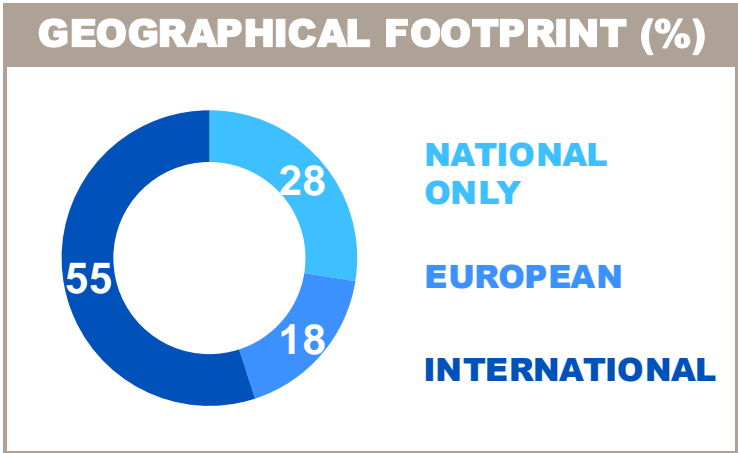 GEOGRAPHICAL FOOTPRINT (%)
28
55
18
NATIONAL
ONLY
EUROPEAN
INTERNATIONAL